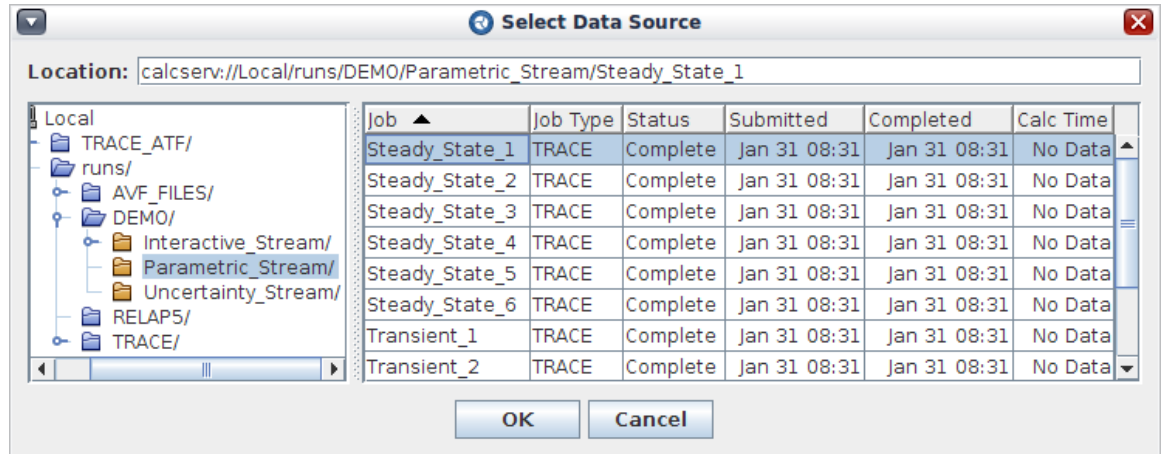 Select Data Source
Location: calcserv://Local/runs/DEMO/Parametric_Stream/Steady_State_1
Local
TRACE_ATF/
runs/
AVF_FILES/
DEMO/
Interactive_Stream/
Parametric_Stream/
Uncertainty_Stream/
RELAP5/
TRACE/
Job Job Type Status Submitted Completed Calc Time
Steady_State_1 TRACE Complete Jan 31 08:31 Jan 31 08:31 No Data
Steady_State_2 TRACE Complete Jan 31 08:31 Jan 31 08:31 No Data
Steady_State_3 TRACE Complete Jan 31 08:31 Jan 31 08:31 No Data
Steady_State_4 TRACE Complete Jan 31 08:31 Jan 31 08:31 No Data
Steady_State_5 TRACE Complete Jan 31 08:31 Jan 31 08:31 No Data
Steady_State_6 TRACE Complete Jan 31 08:31 Jan 31 08:31 No Data
Transient_1 TRACE Complete Jan 31 08:31 Jan 31 08:31 No Data
Transient_2 TRACE Complete Jan 31 08:31 Jan 31 08:31 No Data
OK Cancel